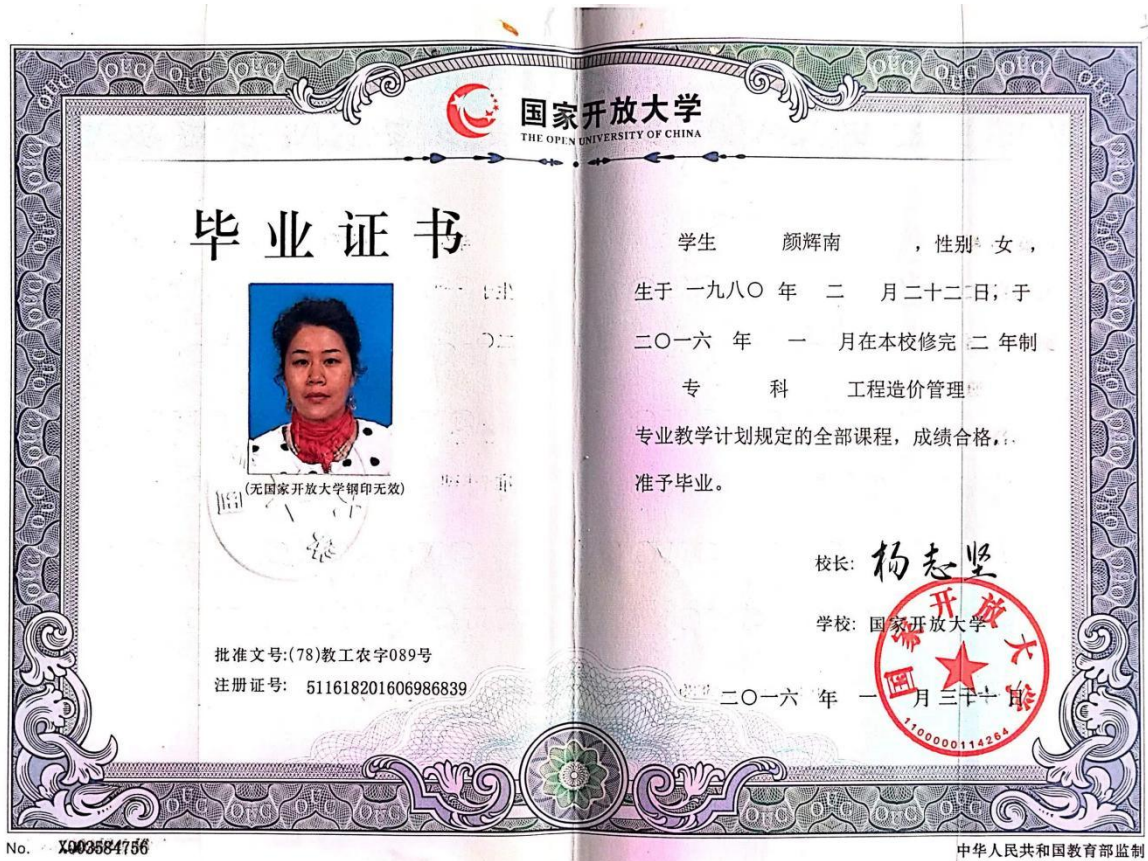 国家开放大学
THE OPEN UNIVERSITY OF CHINA
毕业证书
(无国家开放大学钢印无效)
批准文号:(78)教工农字089号
注册证号: 511618201606986839
学生 颜辉南 ，性别 女 ，
生于 一九八〇 年 二 月二十二日，于
二〇一六 年 一 月在本校修完 二 年制
专 科 工程造价管理
专业教学计划规定的全部课程，成绩合格，
准予毕业。
校长: 杨志坚
学校: 国家开放大学
国家开放大学
1100000114264
二〇一六 年 一 月三十一日
No. X003584756
中华人民共和国教育部监制